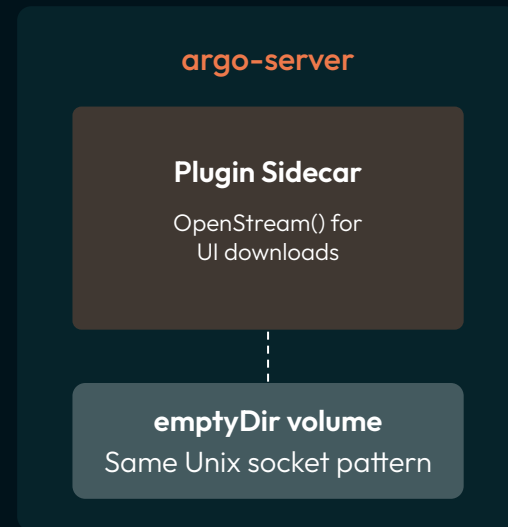 argo-server
Plugin Sidecar
OpenStream() for
UI downloads
emptyDir volume
Same Unix socket pattern